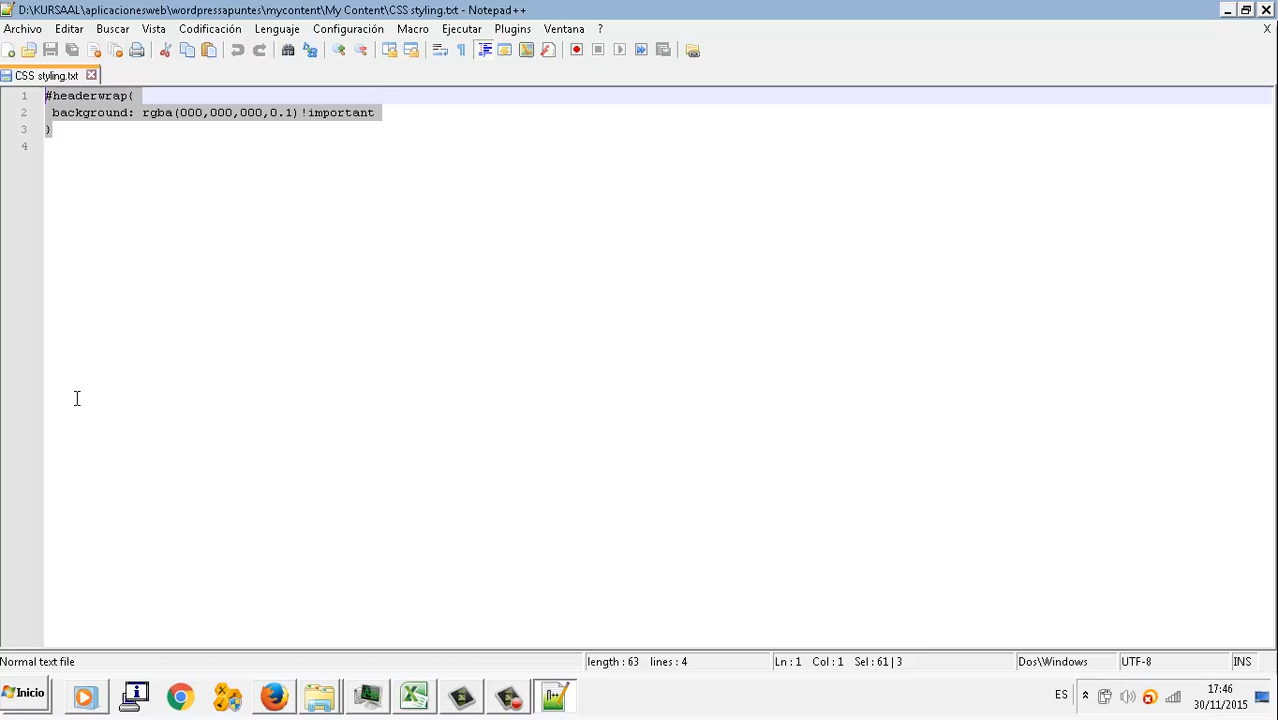 D:\KURSAAL\aplicacionesweb\wordpressapuntes\mycontent\My Content\CSS styling.txt - Notepad++
Archivo Editar Buscar Vista Codificación Lenguaje Configuración Macro Ejecutar Plugins Ventana ? X
CSS styling.txt
1 #headerwrap{
2 background: rgba(000,000,000,0.1)!important
3 }
4
Normal text file length : 63 lines : 4 Ln : 1 Col : 1 Sel : 61 | 3 Dos\Windows UTF-8 INS
Inicio ES 17:46
30/11/2015